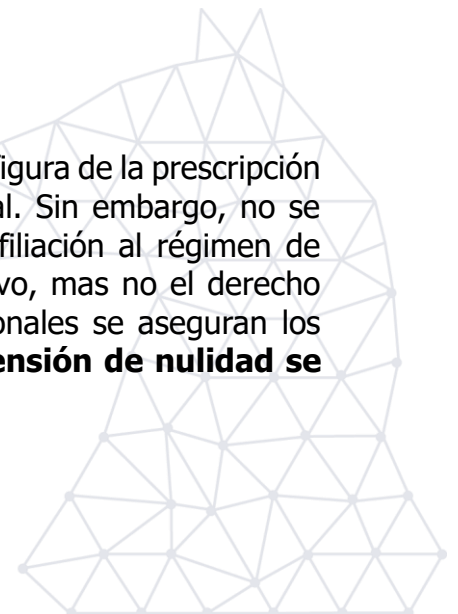 figura de la prescripción
al. Sin embargo, no se
filiación al régimen de
vo, mas no el derecho
onales se aseguran los
ensión de nulidad se